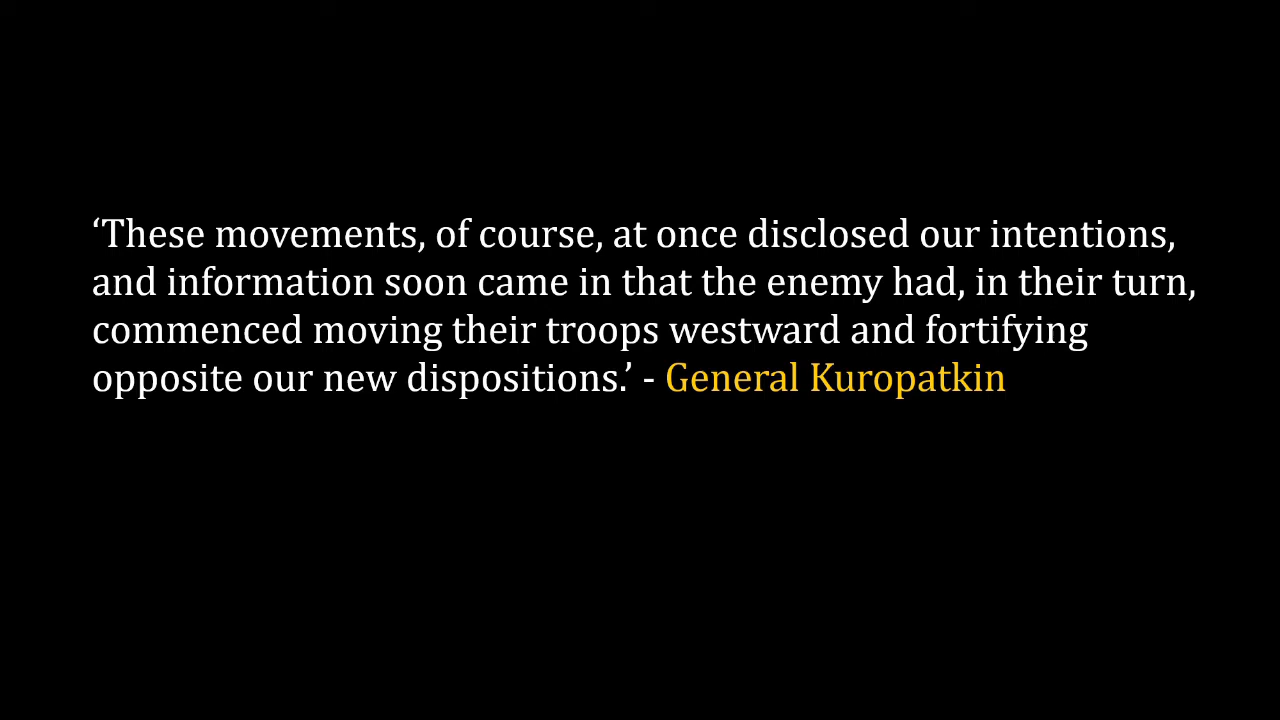 ‘These movements, of course, at once disclosed our intentions,
and information soon came in that the enemy had, in their turn,
commenced moving their troops westward and fortifying
opposite our new dispositions.’ - General Kuropatkin